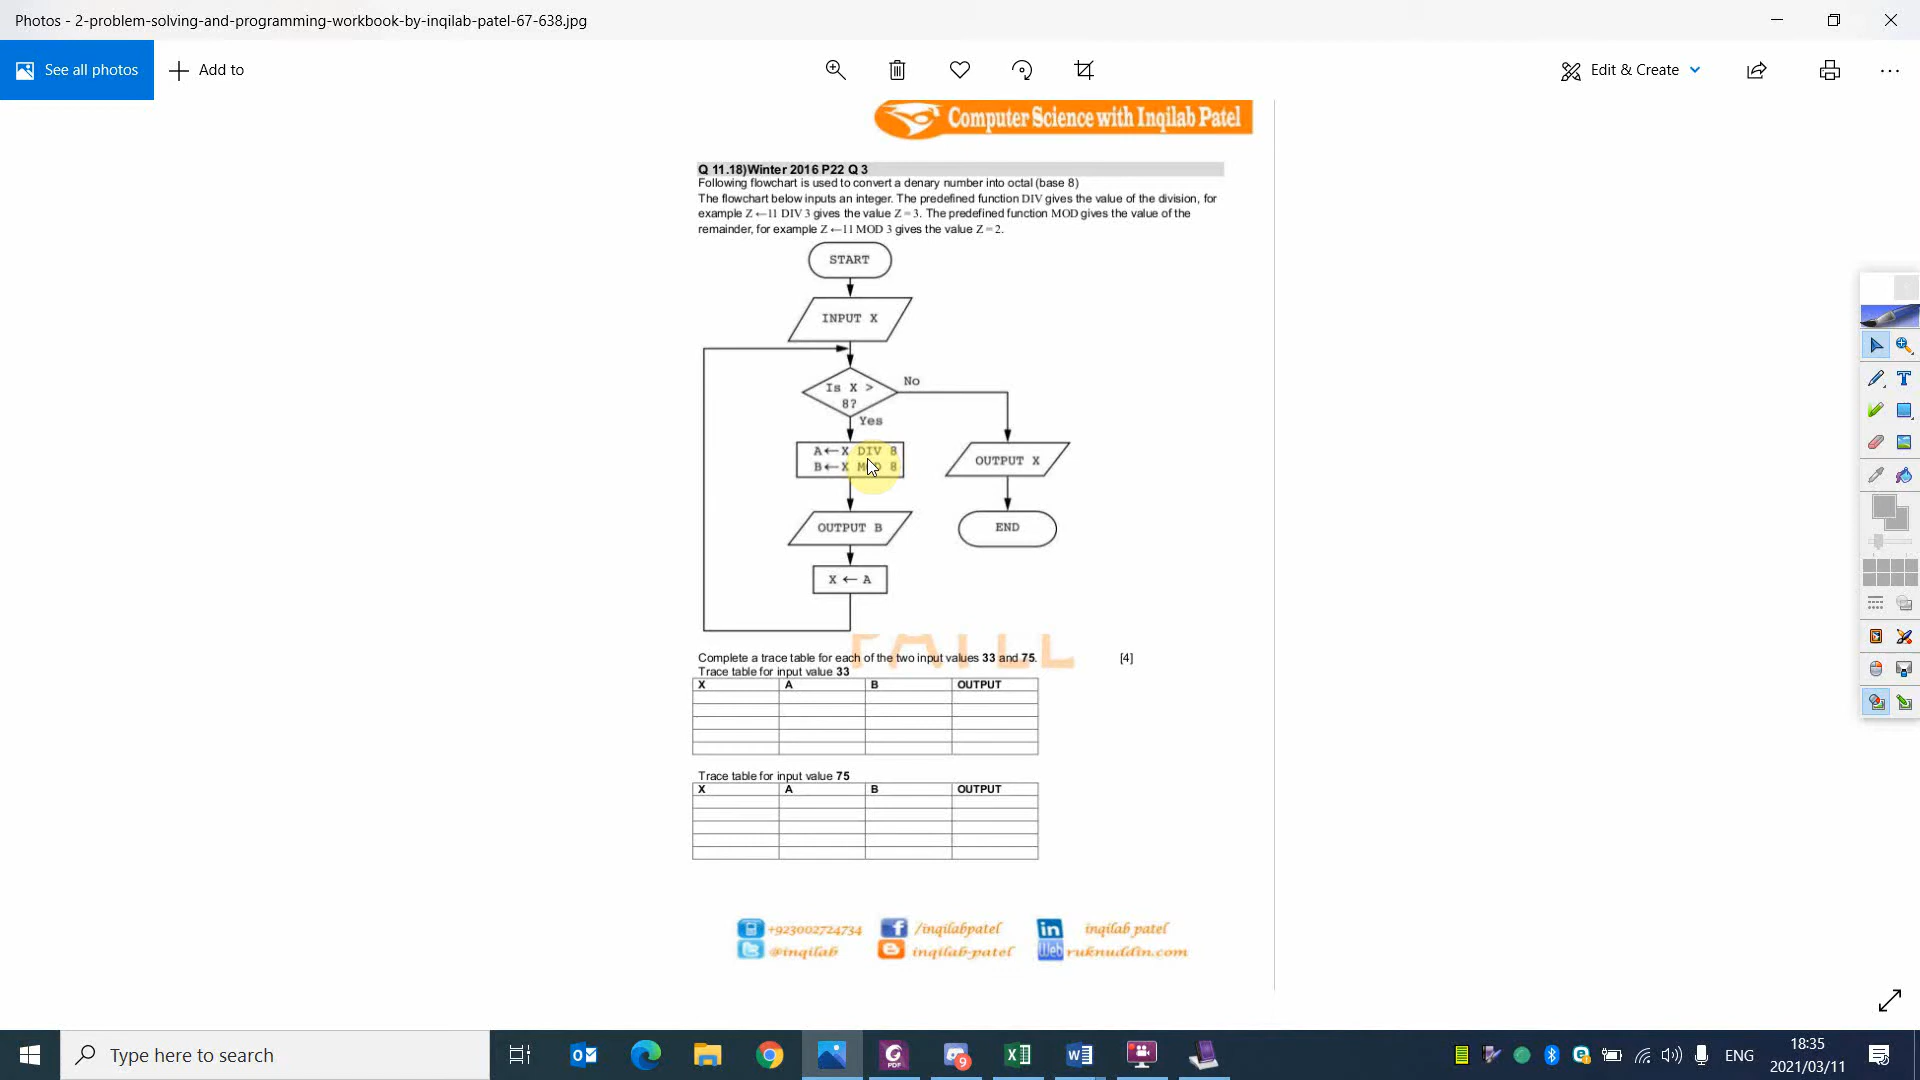 Photos - 2-problem-solving-and-programming-workbook-by-inqilab-patel-67-638.jpg
See all photos
Add to
Edit & Create
Computer Science with Inqilab Patel
Q 11.18)Winter 2016 P22 Q 3
Following flowchart is used to convert a denary number into octal (base 8)
The flowchart below inputs an integer. The predefined function DIV gives the value of the division, for
example Z ←11 DIV 3 gives the value Z = 3. The predefined function MOD gives the value of the
remainder, for example Z ←11 MOD 3 gives the value Z = 2.
START
INPUT X
Is X >
8?
No
Yes
A←X DIV 8
B←X MOD 8
OUTPUT X
OUTPUT B
END
X ← A
PATEL
Complete a trace table for each of the two input values 33 and 75. [4]
Trace table for input value 33
X A B OUTPUT
Trace table for input value 75
X A B OUTPUT
+923002724734 /inqilabpatel in inqilab patel
@inqilab inqilab-patel Web ruknuddin.com
Type here to search
9
PDF
ENG
18:35
2021/03/11